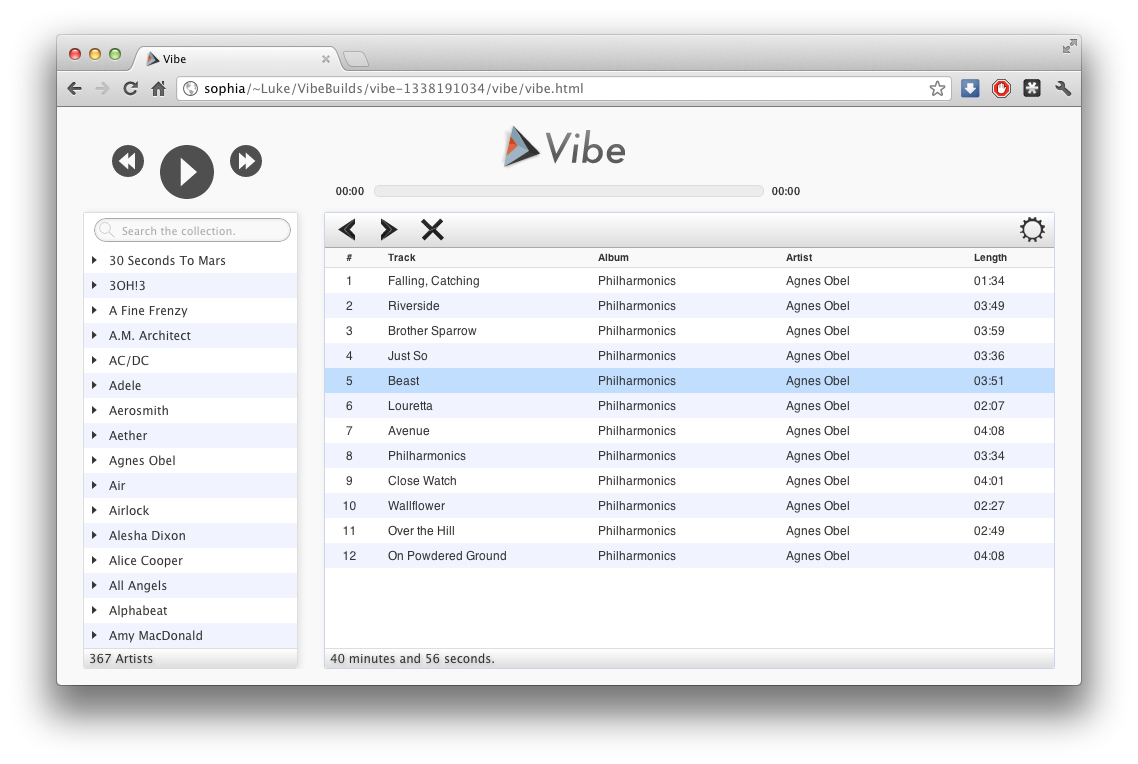 Vibe
sophia/~Luke/VibeBuilds/vibe-1338191034/vibe/vibe.html
Vibe
00:00 00:00
Search the collection.
30 Seconds To Mars
3OH!3
A Fine Frenzy
A.M. Architect
AC/DC
Adele
Aerosmith
Aether
Agnes Obel
Air
Airlock
Alesha Dixon
Alice Cooper
All Angels
Alphabeat
Amy MacDonald
367 Artists
# Track Album Artist Length
1 Falling, Catching Philharmonics Agnes Obel 01:34
2 Riverside Philharmonics Agnes Obel 03:49
3 Brother Sparrow Philharmonics Agnes Obel 03:59
4 Just So Philharmonics Agnes Obel 03:36
5 Beast Philharmonics Agnes Obel 03:51
6 Louretta Philharmonics Agnes Obel 02:07
7 Avenue Philharmonics Agnes Obel 04:08
8 Philharmonics Philharmonics Agnes Obel 03:34
9 Close Watch Philharmonics Agnes Obel 04:01
10 Wallflower Philharmonics Agnes Obel 02:27
11 Over the Hill Philharmonics Agnes Obel 02:49
12 On Powdered Ground Philharmonics Agnes Obel 04:08
40 minutes and 56 seconds.